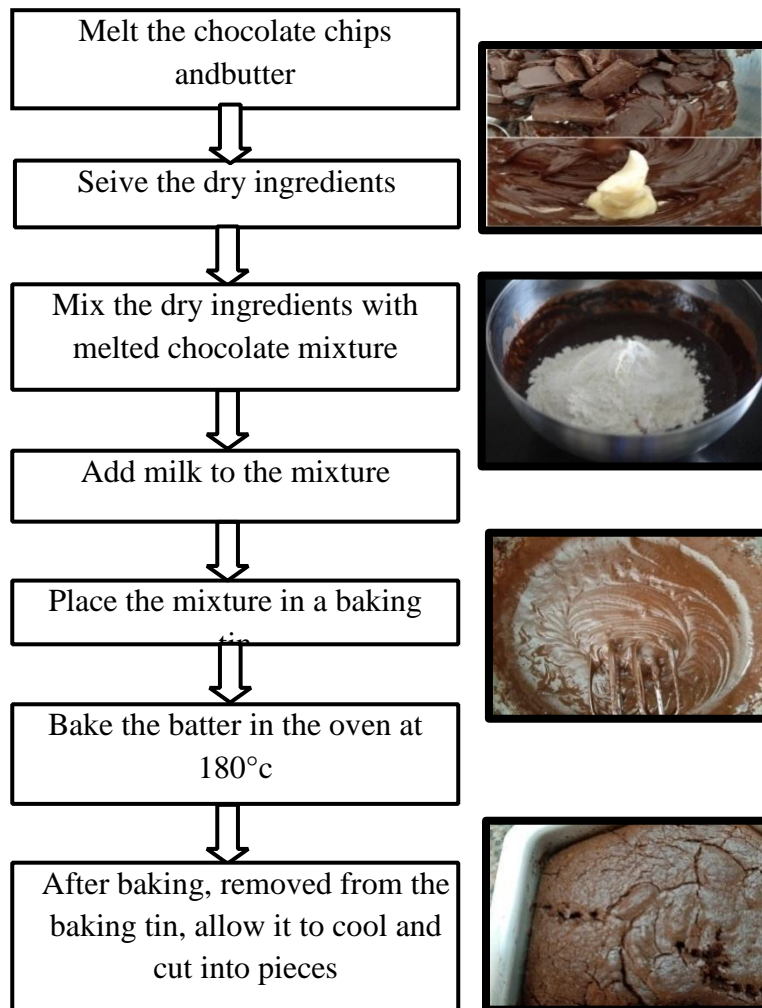 Melt the chocolate chips
andbutter
Seive the dry ingredients
Mix the dry ingredients with
melted chocolate mixture
Add milk to the mixture
Place the mixture in a baking
tin
Bake the batter in the oven at
180°c
After baking, removed from the
baking tin, allow it to cool and
cut into pieces